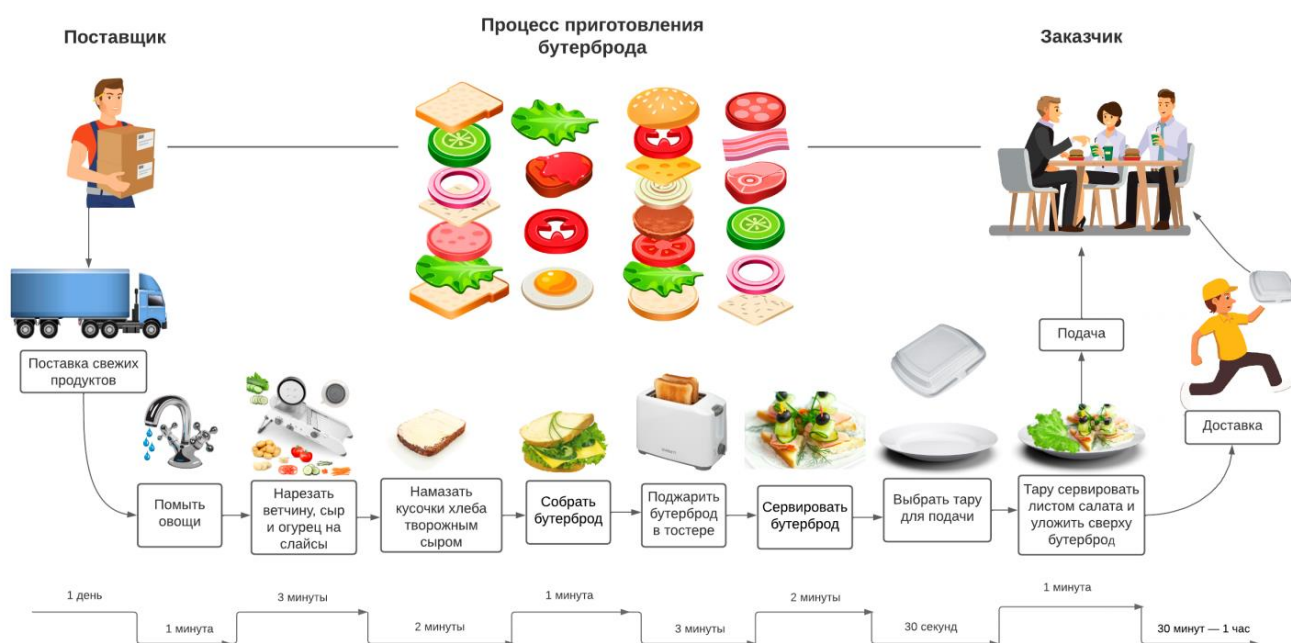 Поставщик
Процесс приготовления
бутерброда
Заказчик
Поставка свежих
продуктов
Помыть
овощи
Нарезать
ветчину, сыр
и огурец на
слайсы
Намазать
кусочки хлеба
творожным
сыром
Собрать
бутерброд
Поджарить
бутерброд
в тостере
Сервировать
бутерброд
Выбрать тару
для подачи
Тару сервировать
листом салата и
уложить сверху
бутерброд
Подача
Доставка
1 день
1 минута
3 минуты
2 минуты
1 минута
3 минуты
2 минуты
30 секунд
1 минута
30 минут — 1 час